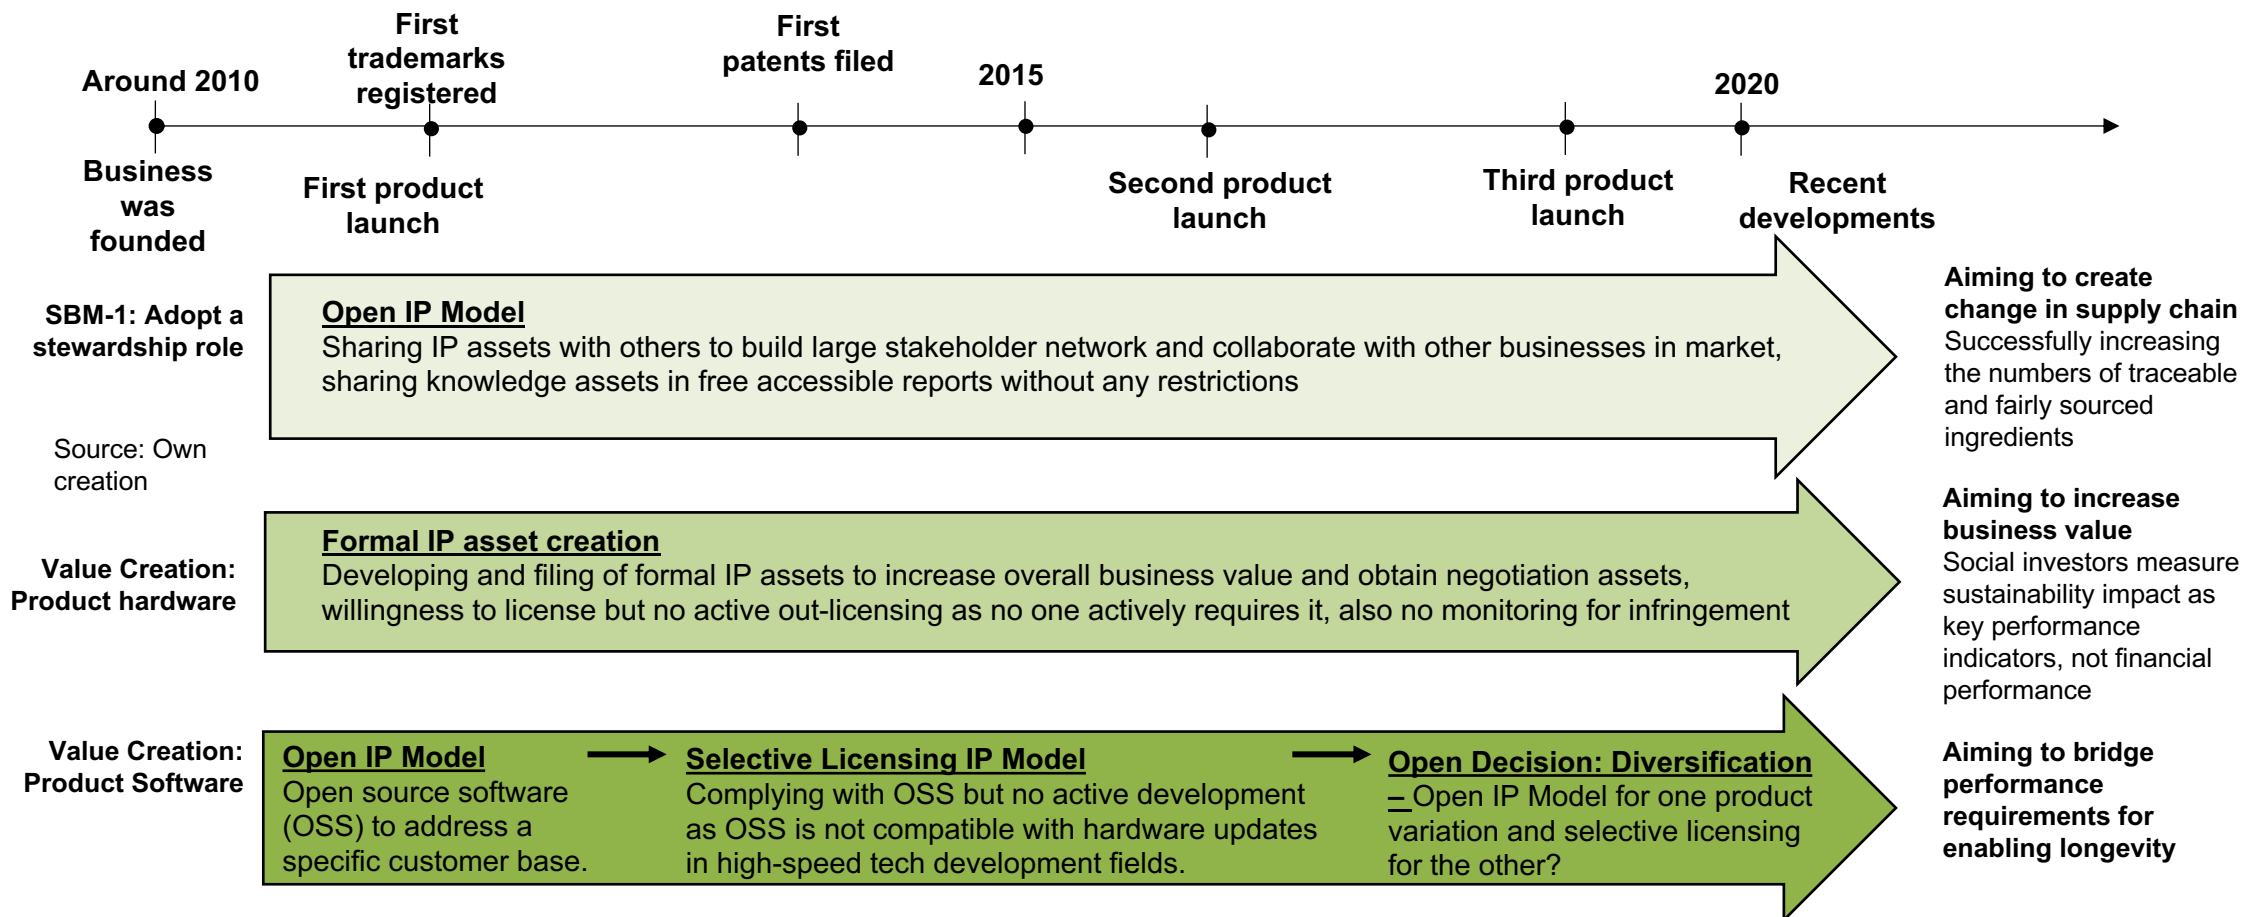 First
trademarks
registered
First
patents filed
Around 2010
2015
2020
Business
was
founded
First product
launch
Second product
launch
Third product
launch
Recent
developments
SBM-1: Adopt a
stewardship role
Open IP Model
Sharing IP assets with others to build large stakeholder network and collaborate with other businesses in market,
sharing knowledge assets in free accessible reports without any restrictions
Aiming to create
change in supply chain
Successfully increasing
the numbers of traceable
and fairly sourced
ingredients
Source: Own
creation
Value Creation:
Product hardware
Formal IP asset creation
Developing and filing of formal IP assets to increase overall business value and obtain negotiation assets,
willingness to license but no active out-licensing as no one actively requires it, also no monitoring for infringement
Aiming to increase
business value
Social investors measure
sustainability impact as
key performance
indicators, not financial
performance
Value Creation:
Product Software
Open IP Model
Open source software
(OSS) to address a
specific customer base.
Selective Licensing IP Model
Complying with OSS but no active development
as OSS is not compatible with hardware updates
in high-speed tech development fields.
Open Decision: Diversification
– Open IP Model for one product
variation and selective licensing
for the other?
Aiming to bridge
performance
requirements for
enabling longevity